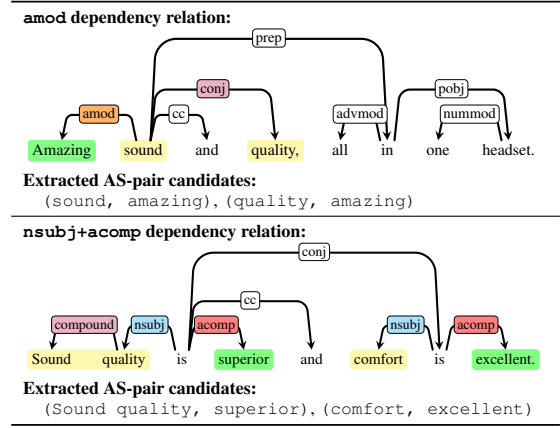 amod dependency relation:
prep
conj
pobj
amod
cc
advmod
nummod
Amazing sound and quality, all in one headset.
Extracted AS-pair candidates:
(sound, amazing), (quality, amazing)
nsubj+acomp dependency relation:
conj
cc
compound nsubj acomp nsubj acomp
Sound quality is superior and comfort is excellent.
Extracted AS-pair candidates:
(Sound quality, superior), (comfort, excellent)